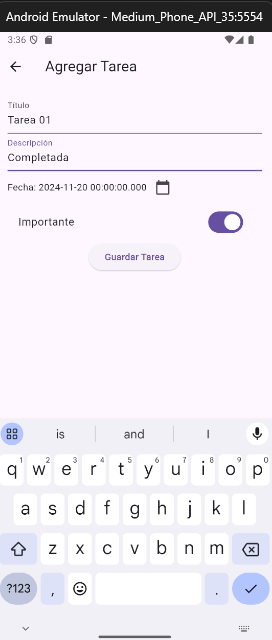 Android Emulator - Medium_Phone_API_35:5554
3:36
Agregar Tarea
Título
Tarea 01
Descripción
Completada
Fecha: 2024-11-20 00:00:00.000
Importante
Guardar Tarea
is and I
q1 w2 e3 r4 t5 y6 u7 i8 o9 p0
a s d f g h j k l
z x c v b n m
?123 , .